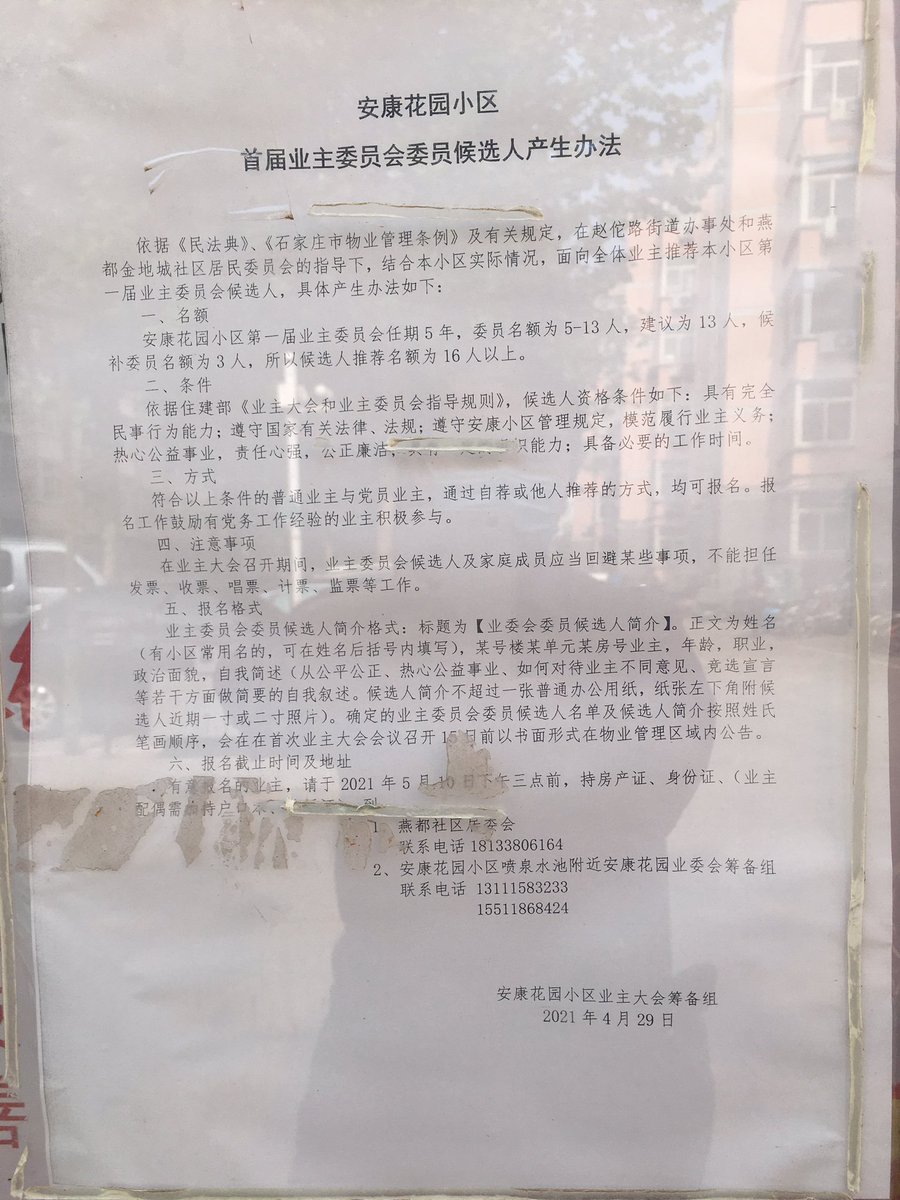 安康花园小区
首届业主委员会委员候选人产生办法
依据《民法典》、《石家庄市物业管理条例》及有关规定，在赵佗路街道办事处和燕
都金地城社区居民委员会的指导下，结合本小区实际情况，面向全体业主推荐本小区第
一届业主委员会候选人，具体产生办法如下：
一、名额
安康花园小区第一届业主委员会任期5年，委员名额为5-13人，建议为13人，候
补委员名额为3人，所以候选人推荐名额为16人以上。
二、条件
依据住建部《业主大会和业主委员会指导规则》，候选人资格条件如下：具有完全
民事行为能力；遵守国家有关法律、法规；遵守安康小区管理规定，模范履行业主义务；
热心公益事业，责任心强，公正廉洁，具有 织能力；具备必要的工作时间。
三、方式
符合以上条件的普通业主与党员业主，通过自荐或他人推荐的方式，均可报名。报
名工作鼓励有党务工作经验的业主积极参与。
四、注意事项
在业主大会召开期间，业主委员会候选人及家庭成员应当回避某些事项，不能担任
发票、收票、唱票、计票、监票等工作。
五、报名格式
业主委员会委员候选人简介格式：标题为【业委会委员候选人简介】。正文为姓名
（有小区常用名的，可在姓名后括号内填写），某号楼某单元某房号业主，年龄，职业，
政治面貌，自我简述（从公平公正、热心公益事业、如何对待业主不同意见、竞选宣言
等若干方面做简要的自我叙述。候选人简介不超过一张普通办公用纸，纸张左下角附候
选人近期一寸或二寸照片）。确定的业主委员会委员候选人名单及候选人简介按照姓氏
笔画顺序，会在在首次业主大会会议召开15日前以书面形式在物业管理区域内公告。
六、报名截止时间及地址
．有意报名的业主，请于2021年5月10日下午三点前，持房产证、身份证、（业主
配偶需加持户口本、 到
1、燕都社区居委会
联系电话18133806164
2、安康花园小区喷泉水池附近安康花园业委会筹备组
联系电话 13111583233
15511868424
安康花园小区业主大会筹备组
2021年4月29日